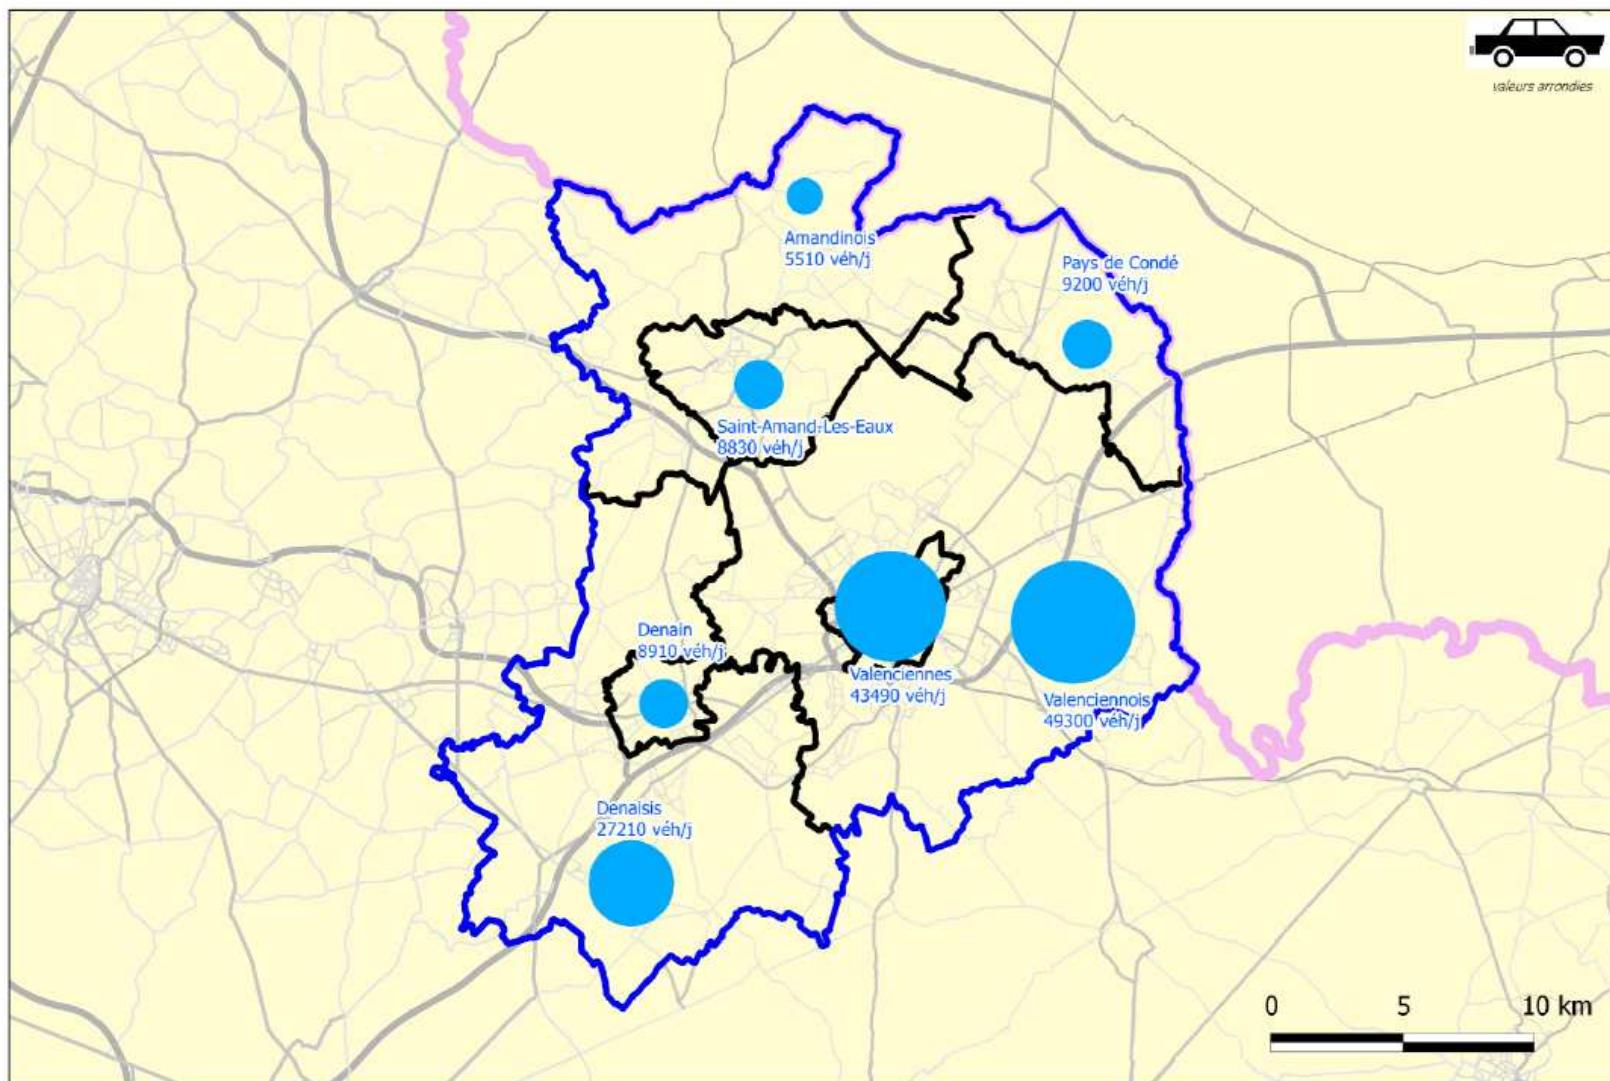 valeurs arrondies
Amandinois
5510 véh/j
Pays de Condé
9200 véh/j
Saint-Amand-Les-Eaux
8830 véh/j
Denain
8910 véh/j
Valenciennes
43490 véh/j
Valenciennois
49300 véh/j
Denaisis
27210 véh/j
0 5 10 km